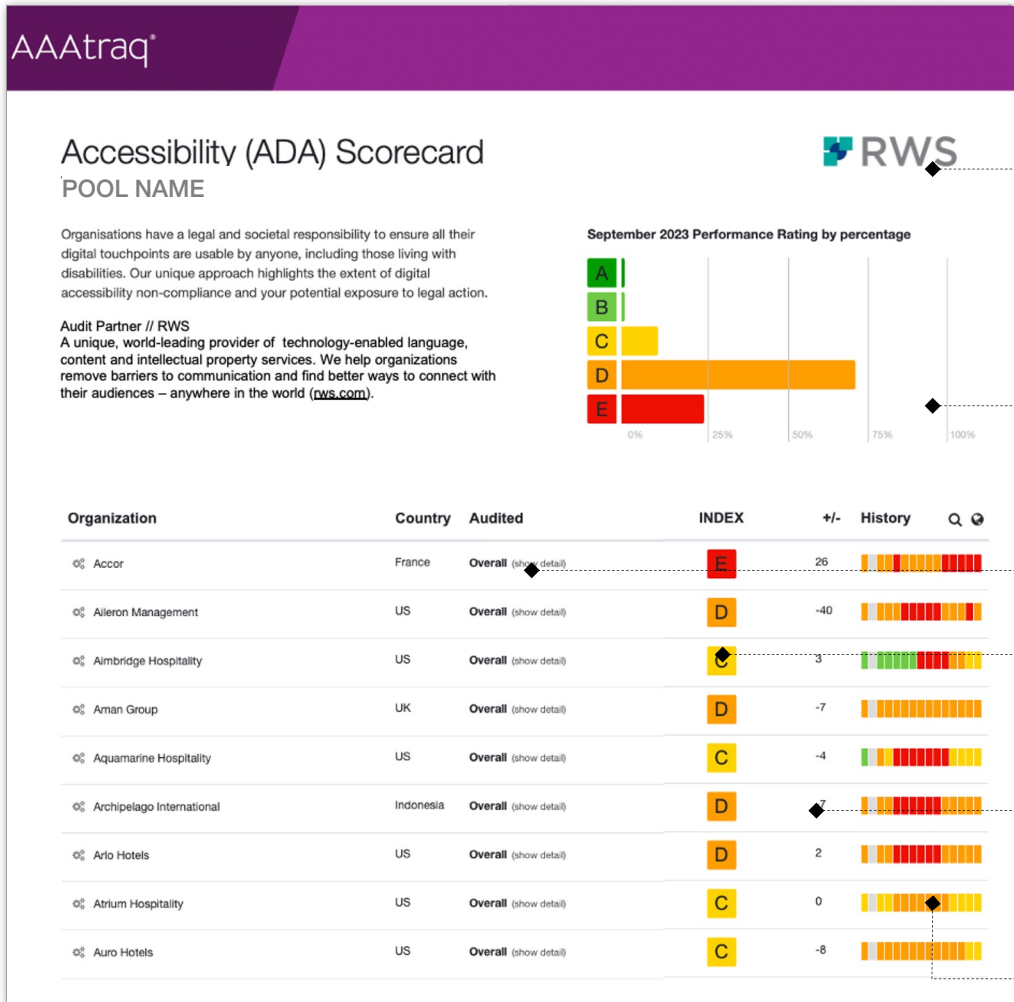 AAAtraq®
Accessibility (ADA) Scorecard
POOL NAME
RWS
Organisations have a legal and societal responsibility to ensure all their
digital touchpoints are usable by anyone, including those living with
disabilities. Our unique approach highlights the extent of digital
accessibility non-compliance and your potential exposure to legal action.
Audit Partner // RWS
A unique, world-leading provider of technology-enabled language,
content and intellectual property services. We help organizations
remove barriers to communication and find better ways to connect with
their audiences – anywhere in the world (rws.com).
September 2023 Performance Rating by percentage
A
B
C
D
E
0% 25% 50% 75% 100%
Organization Country Audited INDEX +/- History
Accor France Overall (show detail) E 26
Aileron Management US Overall (show detail) D -40
Aimbridge Hospitality US Overall (show detail) C 3
Aman Group UK Overall (show detail) D -7
Aquamarine Hospitality US Overall (show detail) C -4
Archipelago International Indonesia Overall (show detail) D 7
Arlo Hotels US Overall (show detail) D 2
Atrium Hospitality US Overall (show detail) C 0
Auro Hotels US Overall (show detail) C -8